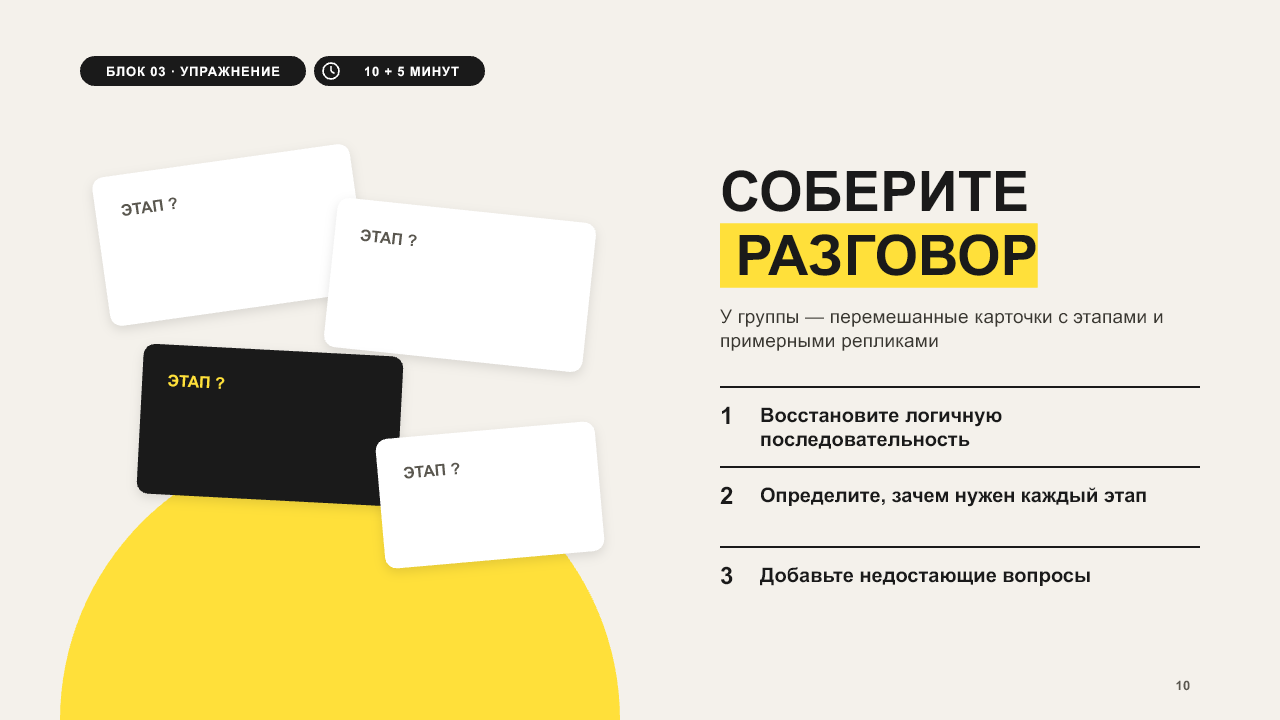 БЛОК 03 · УПРАЖНЕНИЕ
10 + 5 МИНУТ
ЭТАП ?
ЭТАП ?
ЭТАП ?
ЭТАП ?
СОБЕРИТЕ
РАЗГОВОР
У группы — перемешанные карточки с этапами и
примерными репликами
1 Восстановите логичную
последовательность
2 Определите, зачем нужен каждый этап
3 Добавьте недостающие вопросы
10